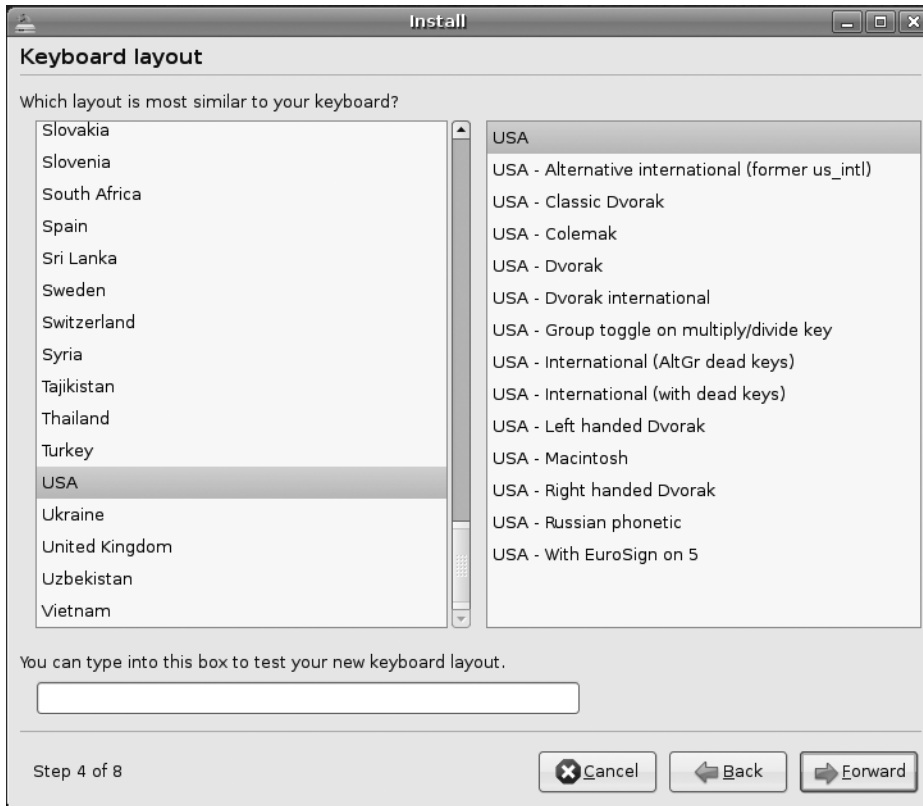 Install
Keyboard layout
Which layout is most similar to your keyboard?
Slovakia
Slovenia
South Africa
Spain
Sri Lanka
Sweden
Switzerland
Syria
Tajikistan
Thailand
Turkey
USA
Ukraine
United Kingdom
Uzbekistan
Vietnam
USA
USA - Alternative international (former us_intl)
USA - Classic Dvorak
USA - Colemak
USA - Dvorak
USA - Dvorak international
USA - Group toggle on multiply/divide key
USA - International (AltGr dead keys)
USA - International (with dead keys)
USA - Left handed Dvorak
USA - Macintosh
USA - Right handed Dvorak
USA - Russian phonetic
USA - With EuroSign on 5
You can type into this box to test your new keyboard layout.
Step 4 of 8
Cancel
Back
Forward